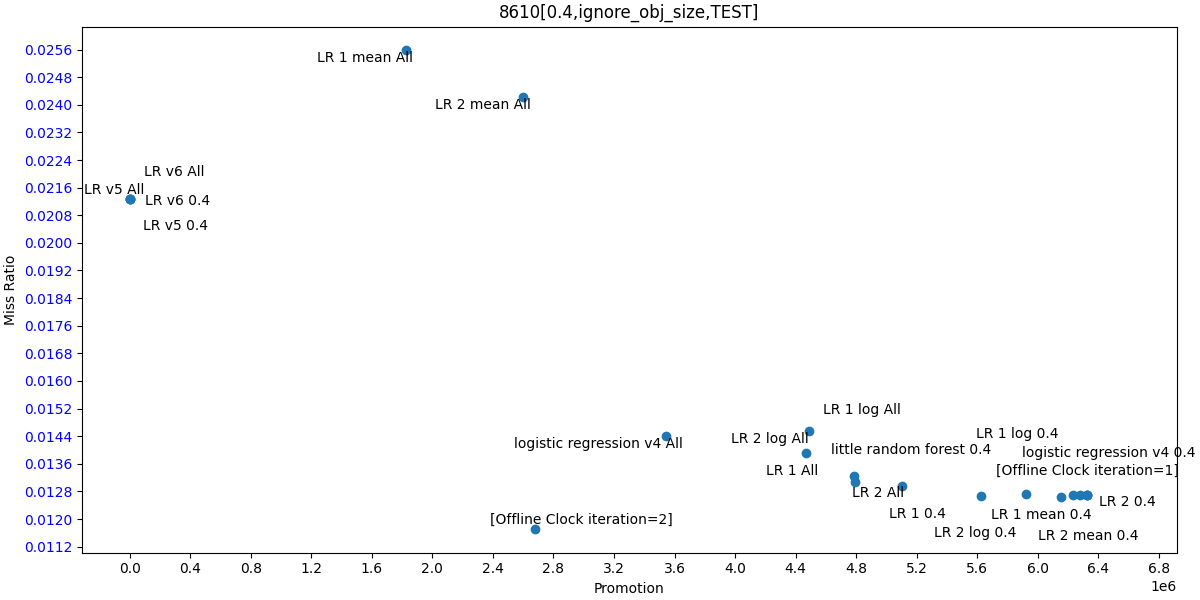 8610[0.4,ignore_obj_size,TEST]
Miss Ratio
0.0256
0.0248
0.0240
0.0232
0.0224
0.0216
0.0208
0.0200
0.0192
0.0184
0.0176
0.0168
0.0160
0.0152
0.0144
0.0136
0.0128
0.0120
0.0112
LR 1 mean All
LR 2 mean All
LR v6 All
LR v5 All
LR v6 0.4
LR v5 0.4
LR 1 log All
LR 2 log All
logistic regression v4 All
LR 1 log 0.4
little random forest 0.4
logistic regression v4 0.4
LR 1 All
[Offline Clock iteration=1]
LR 2 All
LR 2 0.4
LR 1 0.4
LR 1 mean 0.4
[Offline Clock iteration=2]
LR 2 log 0.4
LR 2 mean 0.4
0.0 0.4 0.8 1.2 1.6 2.0 2.4 2.8 3.2 3.6 4.0 4.4 4.8 5.2 5.6 6.0 6.4 6.8
1e6
Promotion